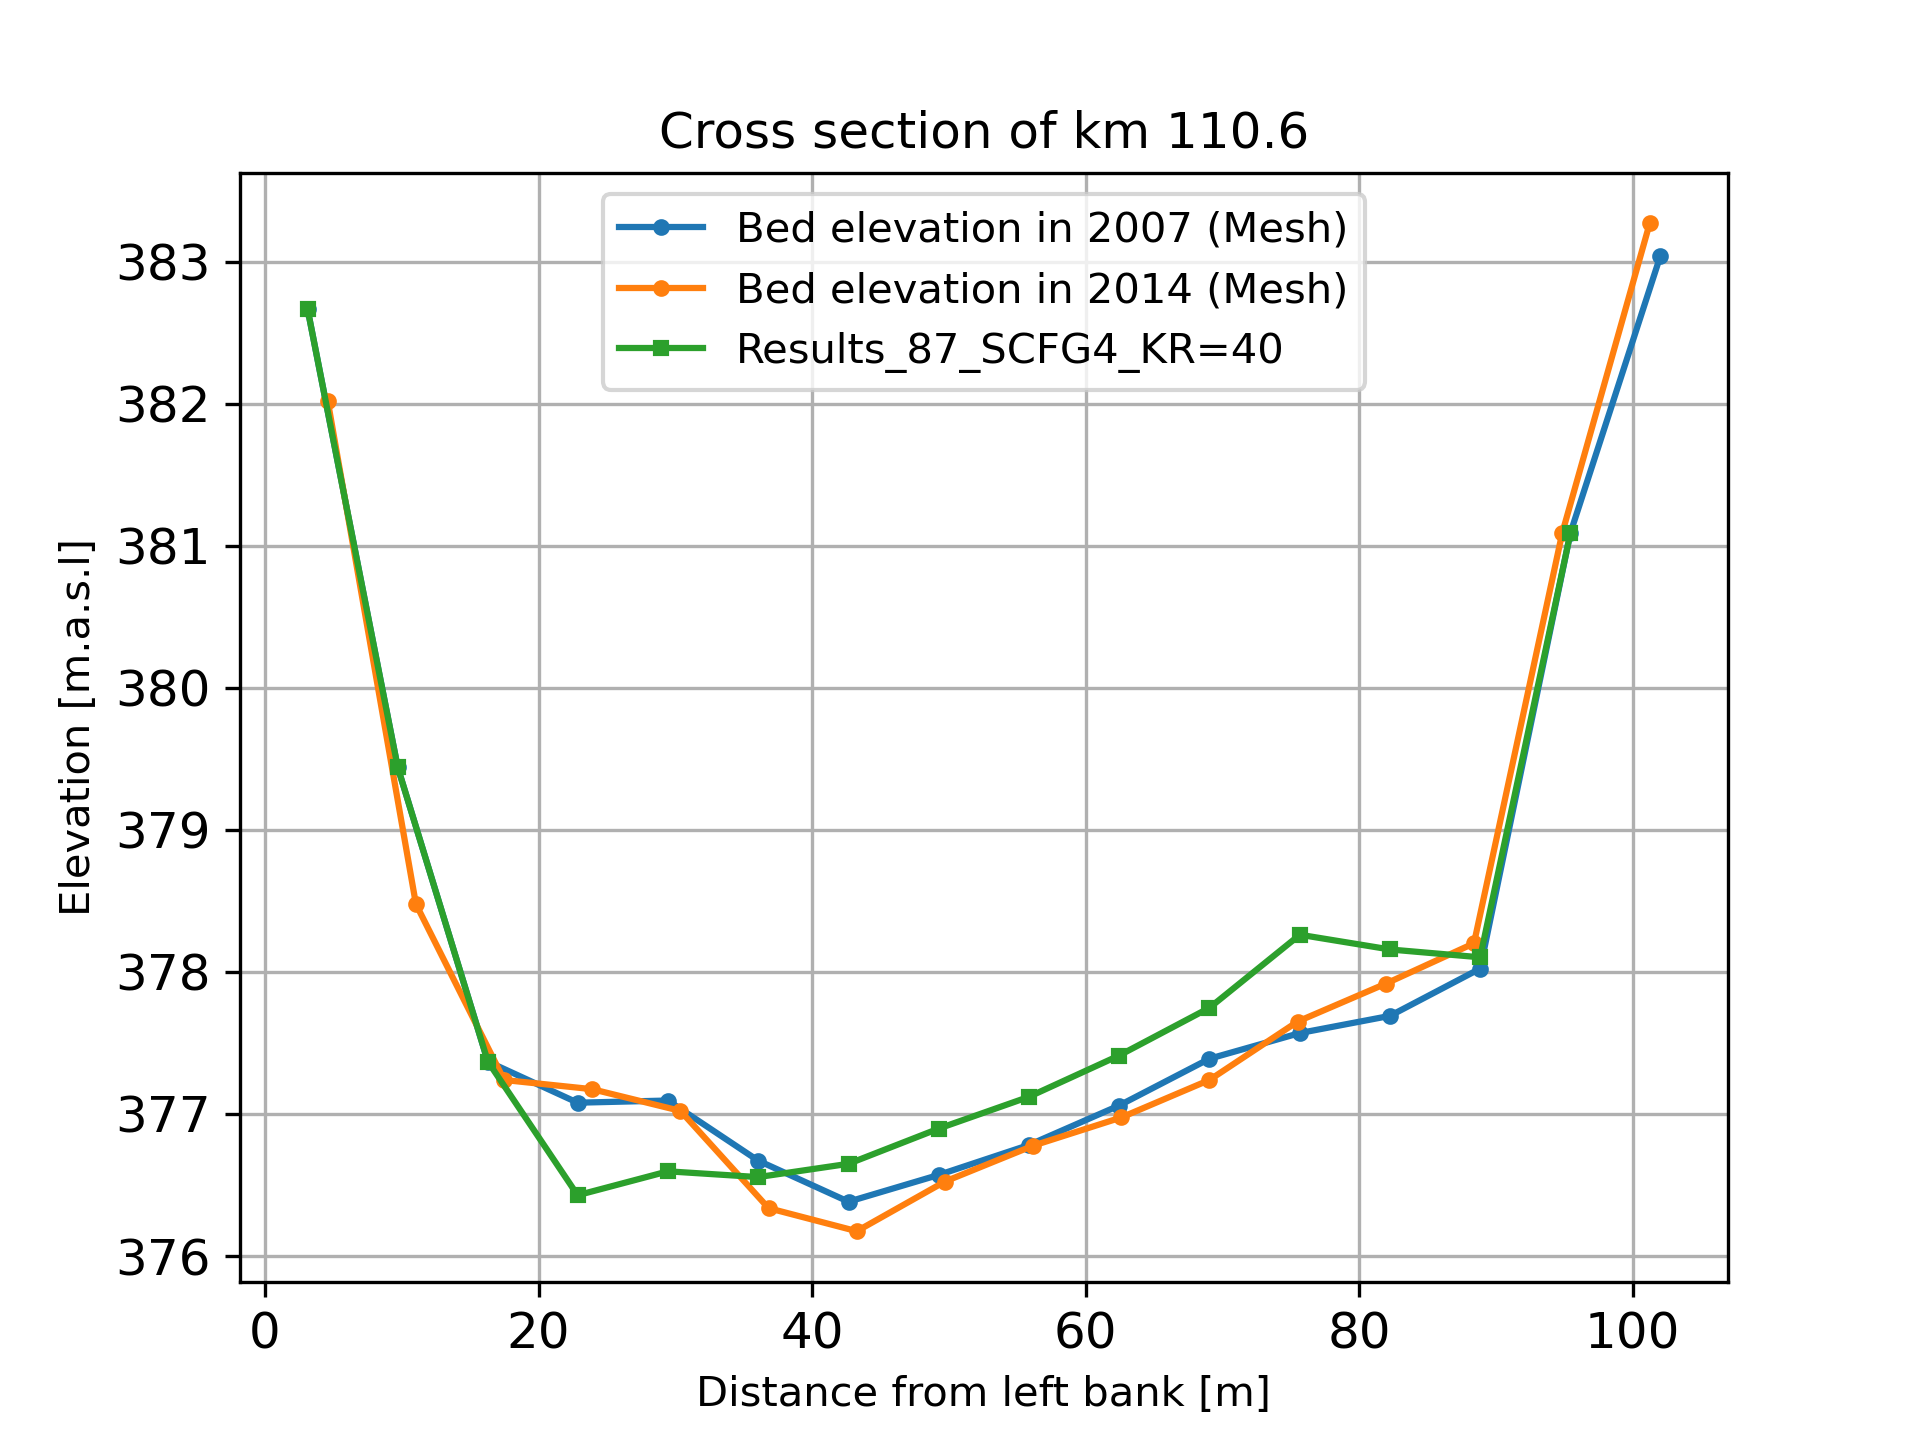 Cross section of km 110.6
Bed elevation in 2007 (Mesh)
Bed elevation in 2014 (Mesh)
Results_87_SCFG4_KR=40
383
382
381
380
379
378
377
376
Elevation [m.a.s.l]
0 20 40 60 80 100
Distance from left bank [m]